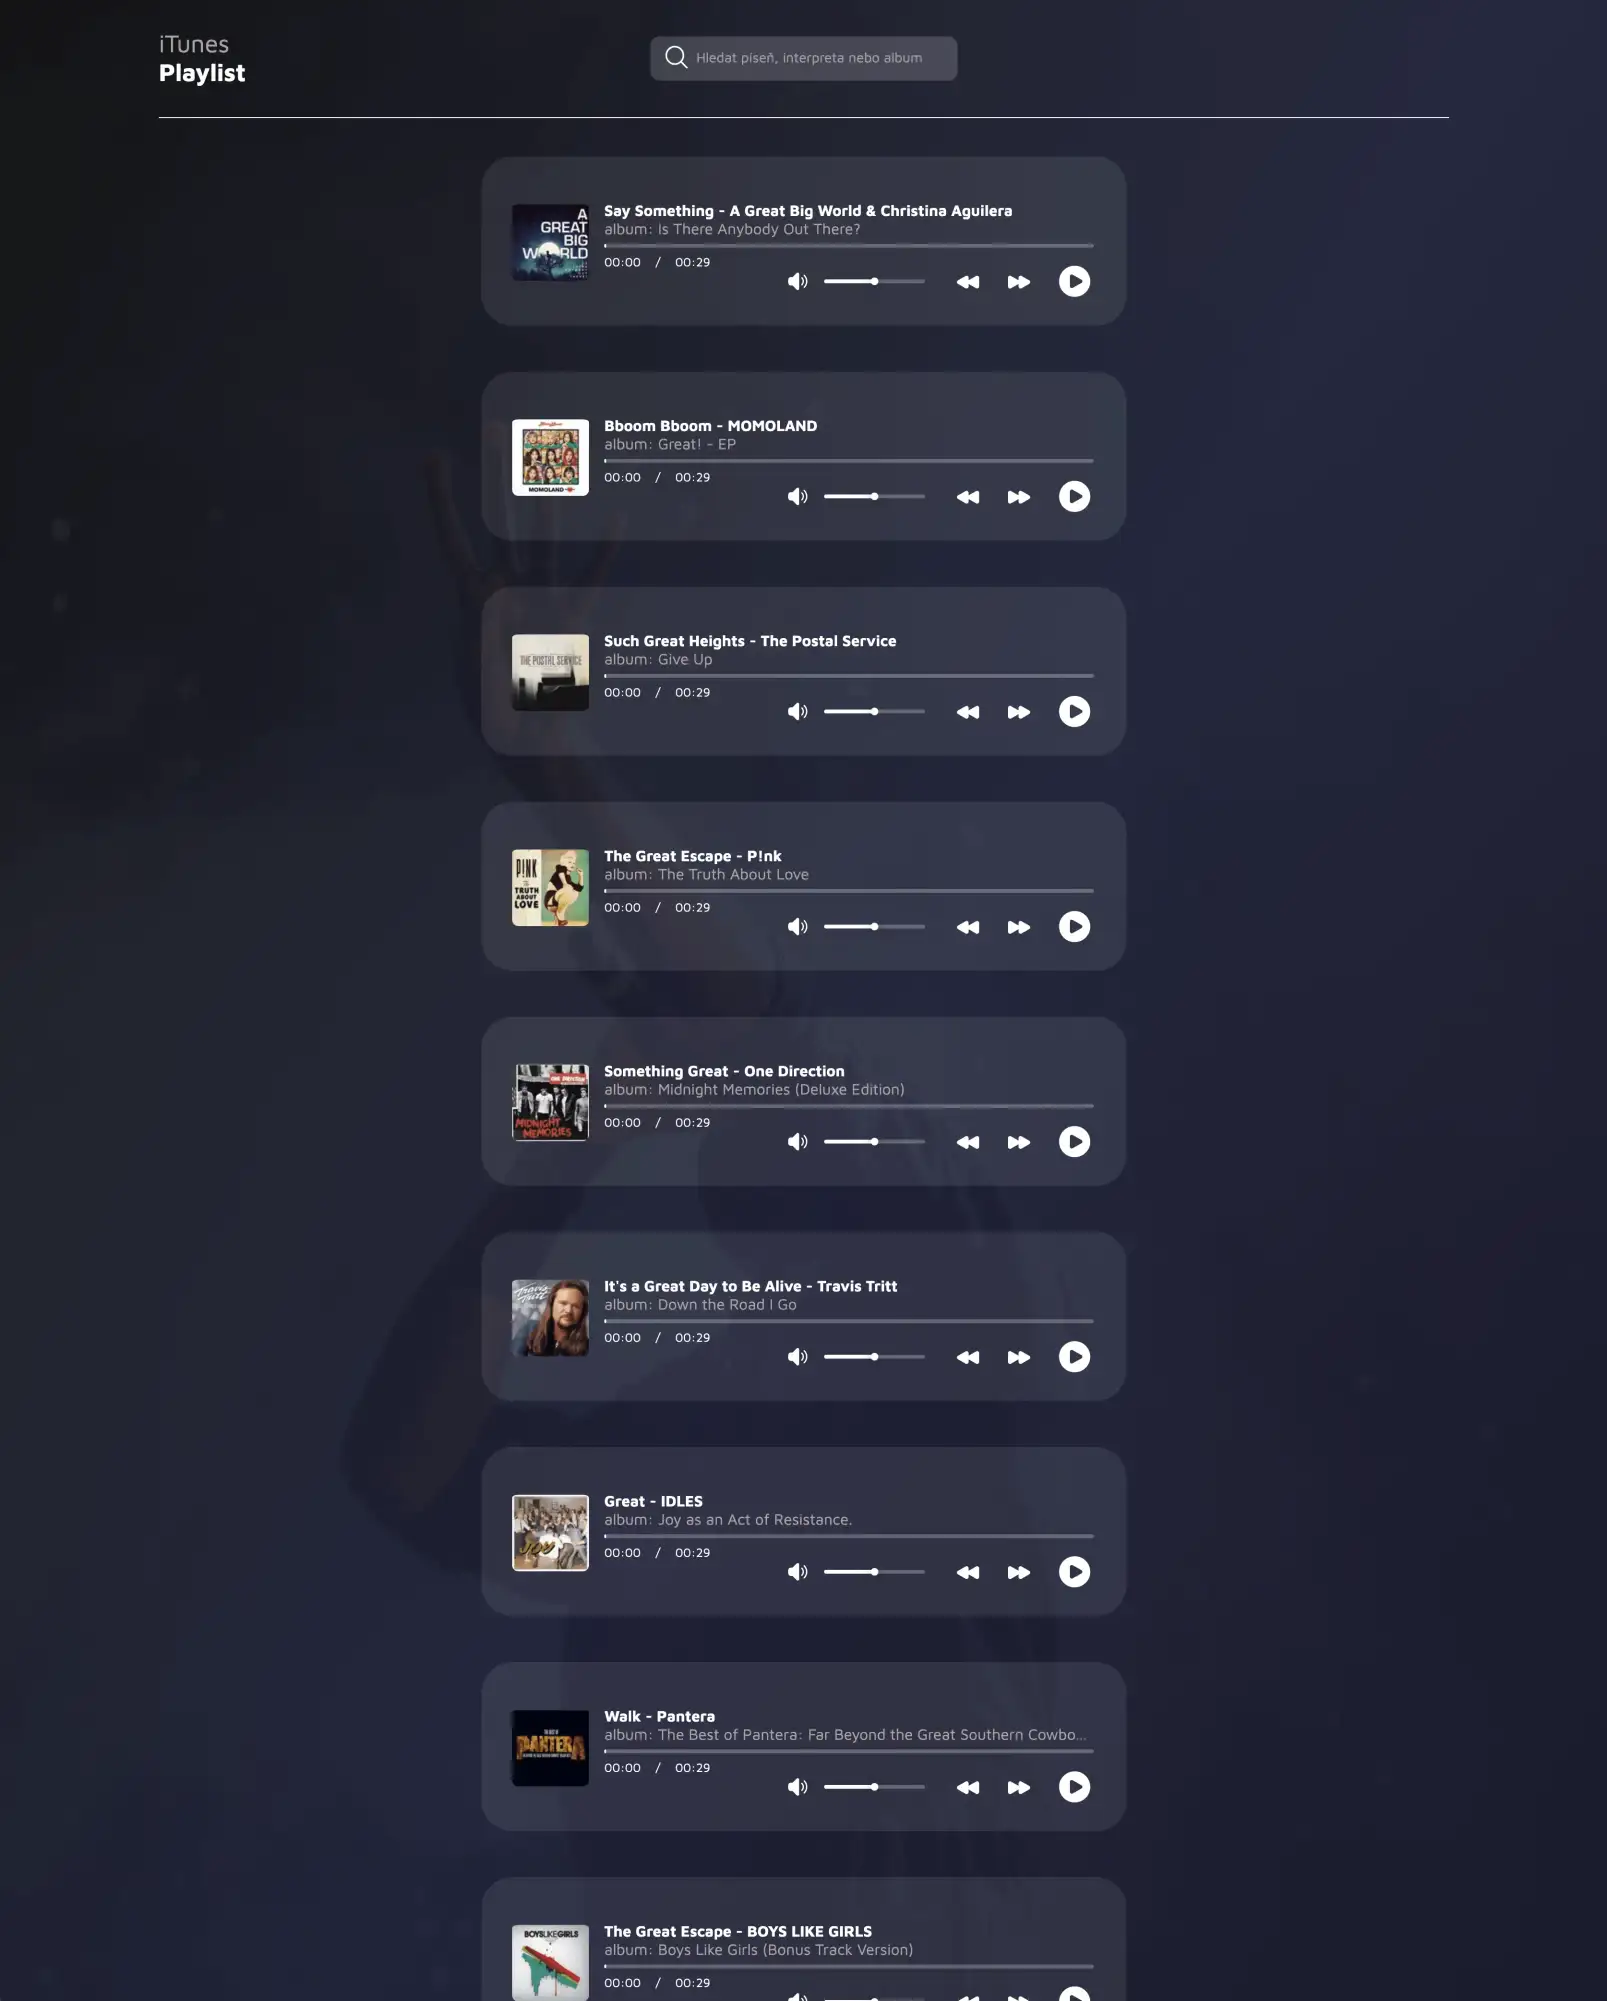 iTunes
Playlist
Hledat píseň, interpreta nebo album
A
GREAT
BIG
WORLD
Say Something - A Great Big World & Christina Aguilera
album: Is There Anybody Out There?
00:00 / 00:29
MOMOLAND
Bboom Bboom - MOMOLAND
album: Great! - EP
00:00 / 00:29
THE POSTAL SERVICE
Such Great Heights - The Postal Service
album: Give Up
00:00 / 00:29
P!NK
TRUTH
ABOUT
LOVE
The Great Escape - P!nk
album: The Truth About Love
00:00 / 00:29
ONE DIRECTION
MIDNIGHT
MEMORIES
Something Great - One Direction
album: Midnight Memories (Deluxe Edition)
00:00 / 00:29
Travis
Tritt
It's a Great Day to Be Alive - Travis Tritt
album: Down the Road I Go
00:00 / 00:29
JOY
Great - IDLES
album: Joy as an Act of Resistance.
00:00 / 00:29
PANTERA
Walk - Pantera
album: The Best of Pantera: Far Beyond the Great Southern Cowbo...
00:00 / 00:29
BOYSLIKEGIRLS
The Great Escape - BOYS LIKE GIRLS
album: Boys Like Girls (Bonus Track Version)
00:00 / 00:29